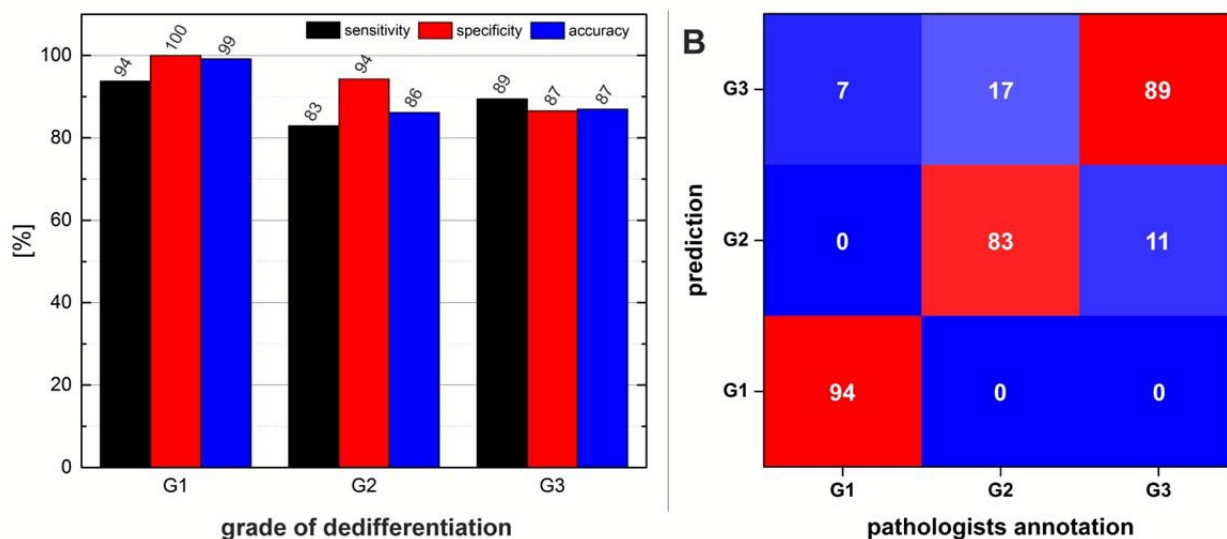 sensitivity specificity accuracy
100
80
60
40
20
0
[%]
94 100 99
83 94 86
89 87 87
G1 G2 G3
grade of dedifferentiation
B
prediction
G3 7 17 89
G2 0 83 11
G1 94 0 0
G1 G2 G3
pathologists annotation